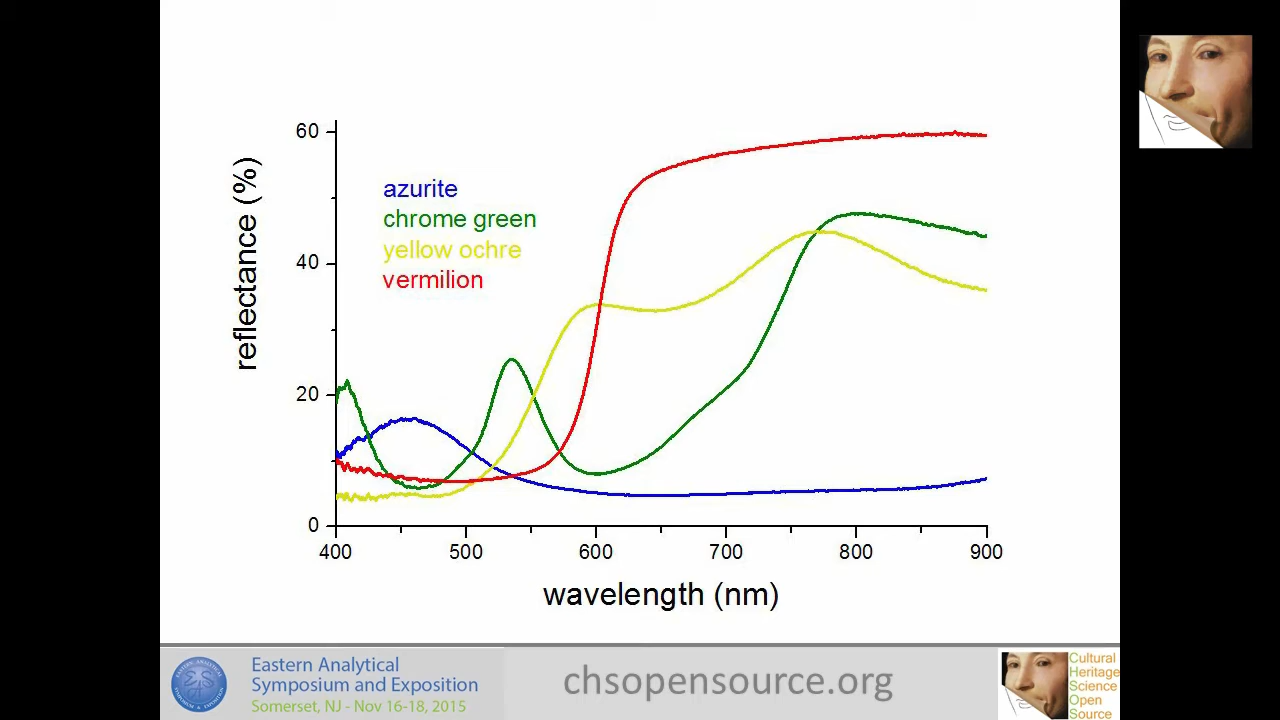 60
40
20
0
reflectance (%)
azurite
chrome green
yellow ochre
vermilion
400 500 600 700 800 900
wavelength (nm)
Eastern Analytical
Symposium and Exposition
Somerset, NJ - Nov 16-18, 2015
chsopensource.org
Cultural
Heritage
Science
Open
Source